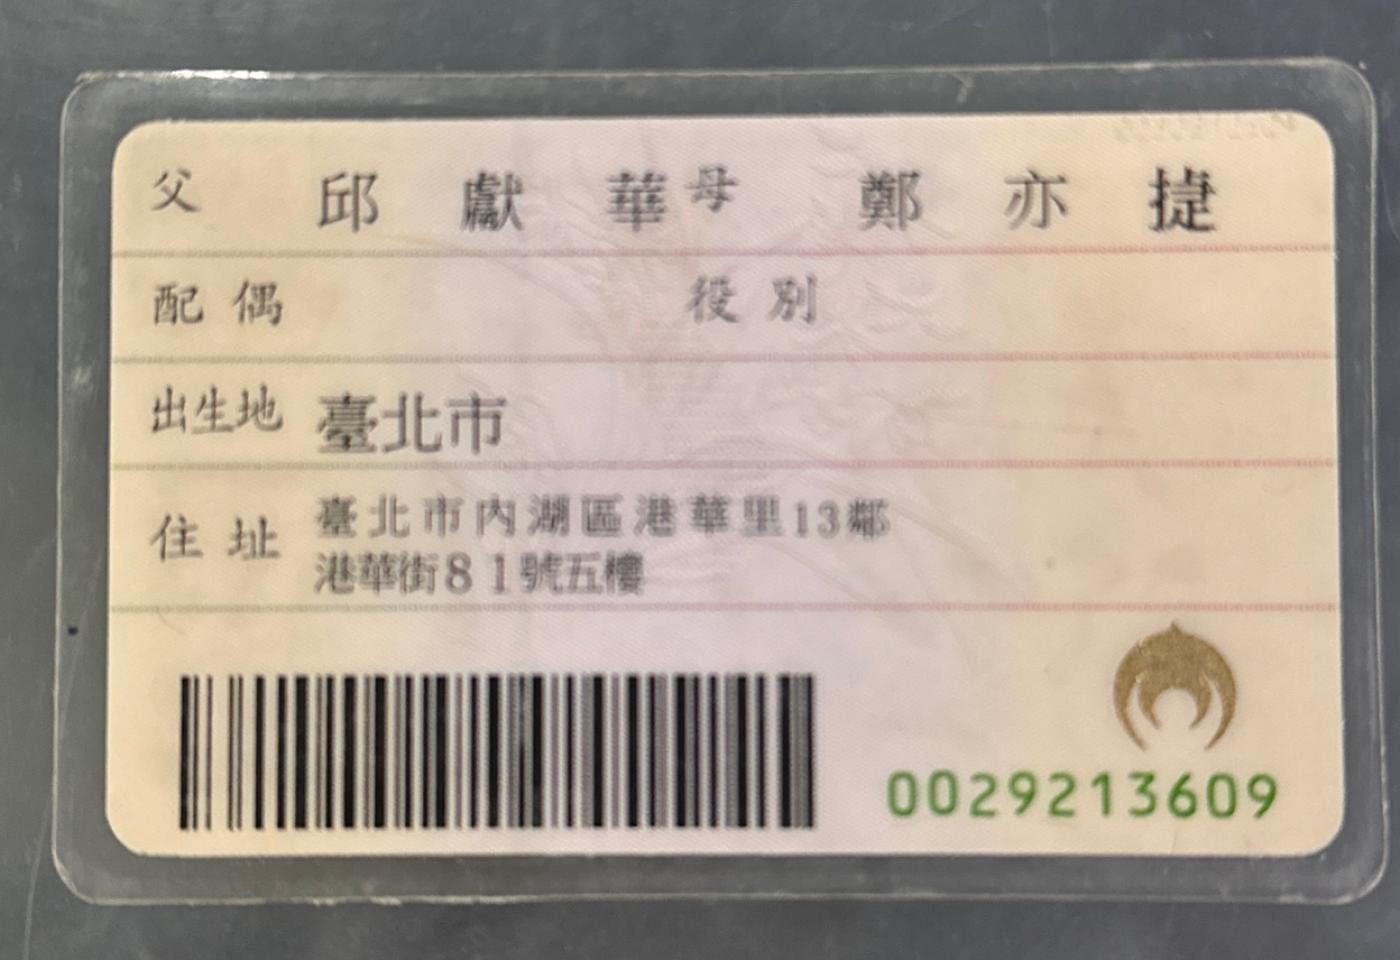 父 邱獻華 母 鄭亦捷
配偶 役別
出生地 臺北市
住址 臺北市內湖區港華里13鄰
港華街81號五樓
0029213609